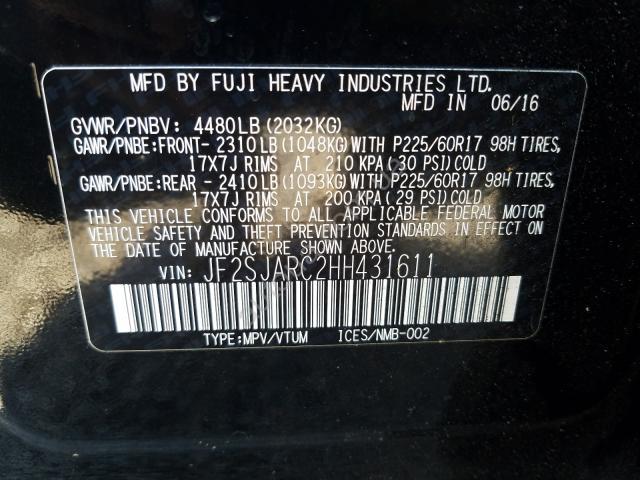 MFD BY FUJI HEAVY INDUSTRIES LTD.
MFD IN 06/16
GVWR/PNBV: 4480LB (2032KG)
GAWR/PNBE:FRONT- 2310LB (1048KG) WITH P225/60R17 98H TIRES,
17X7J RIMS AT 210 KPA (30 PSI) COLD
GAWR/PNBE:REAR - 2410LB (1093KG) WITH P225/60R17 98H TIRES,
17X7J RIMS AT 200 KPA ( 29 PSI) COLD
THIS VEHICLE CONFORMS TO ALL APPLICABLE FEDERAL MOTOR
VEHICLE SAFETY AND THEFT PREVENTION STANDARDS IN EFFECT
ON THE DATE OF MANUFACTURE SHOWN ABOVE.
VIN: JF2SJARC2HH431611
TYPE:MPV/VTUM ICES/NMB-002